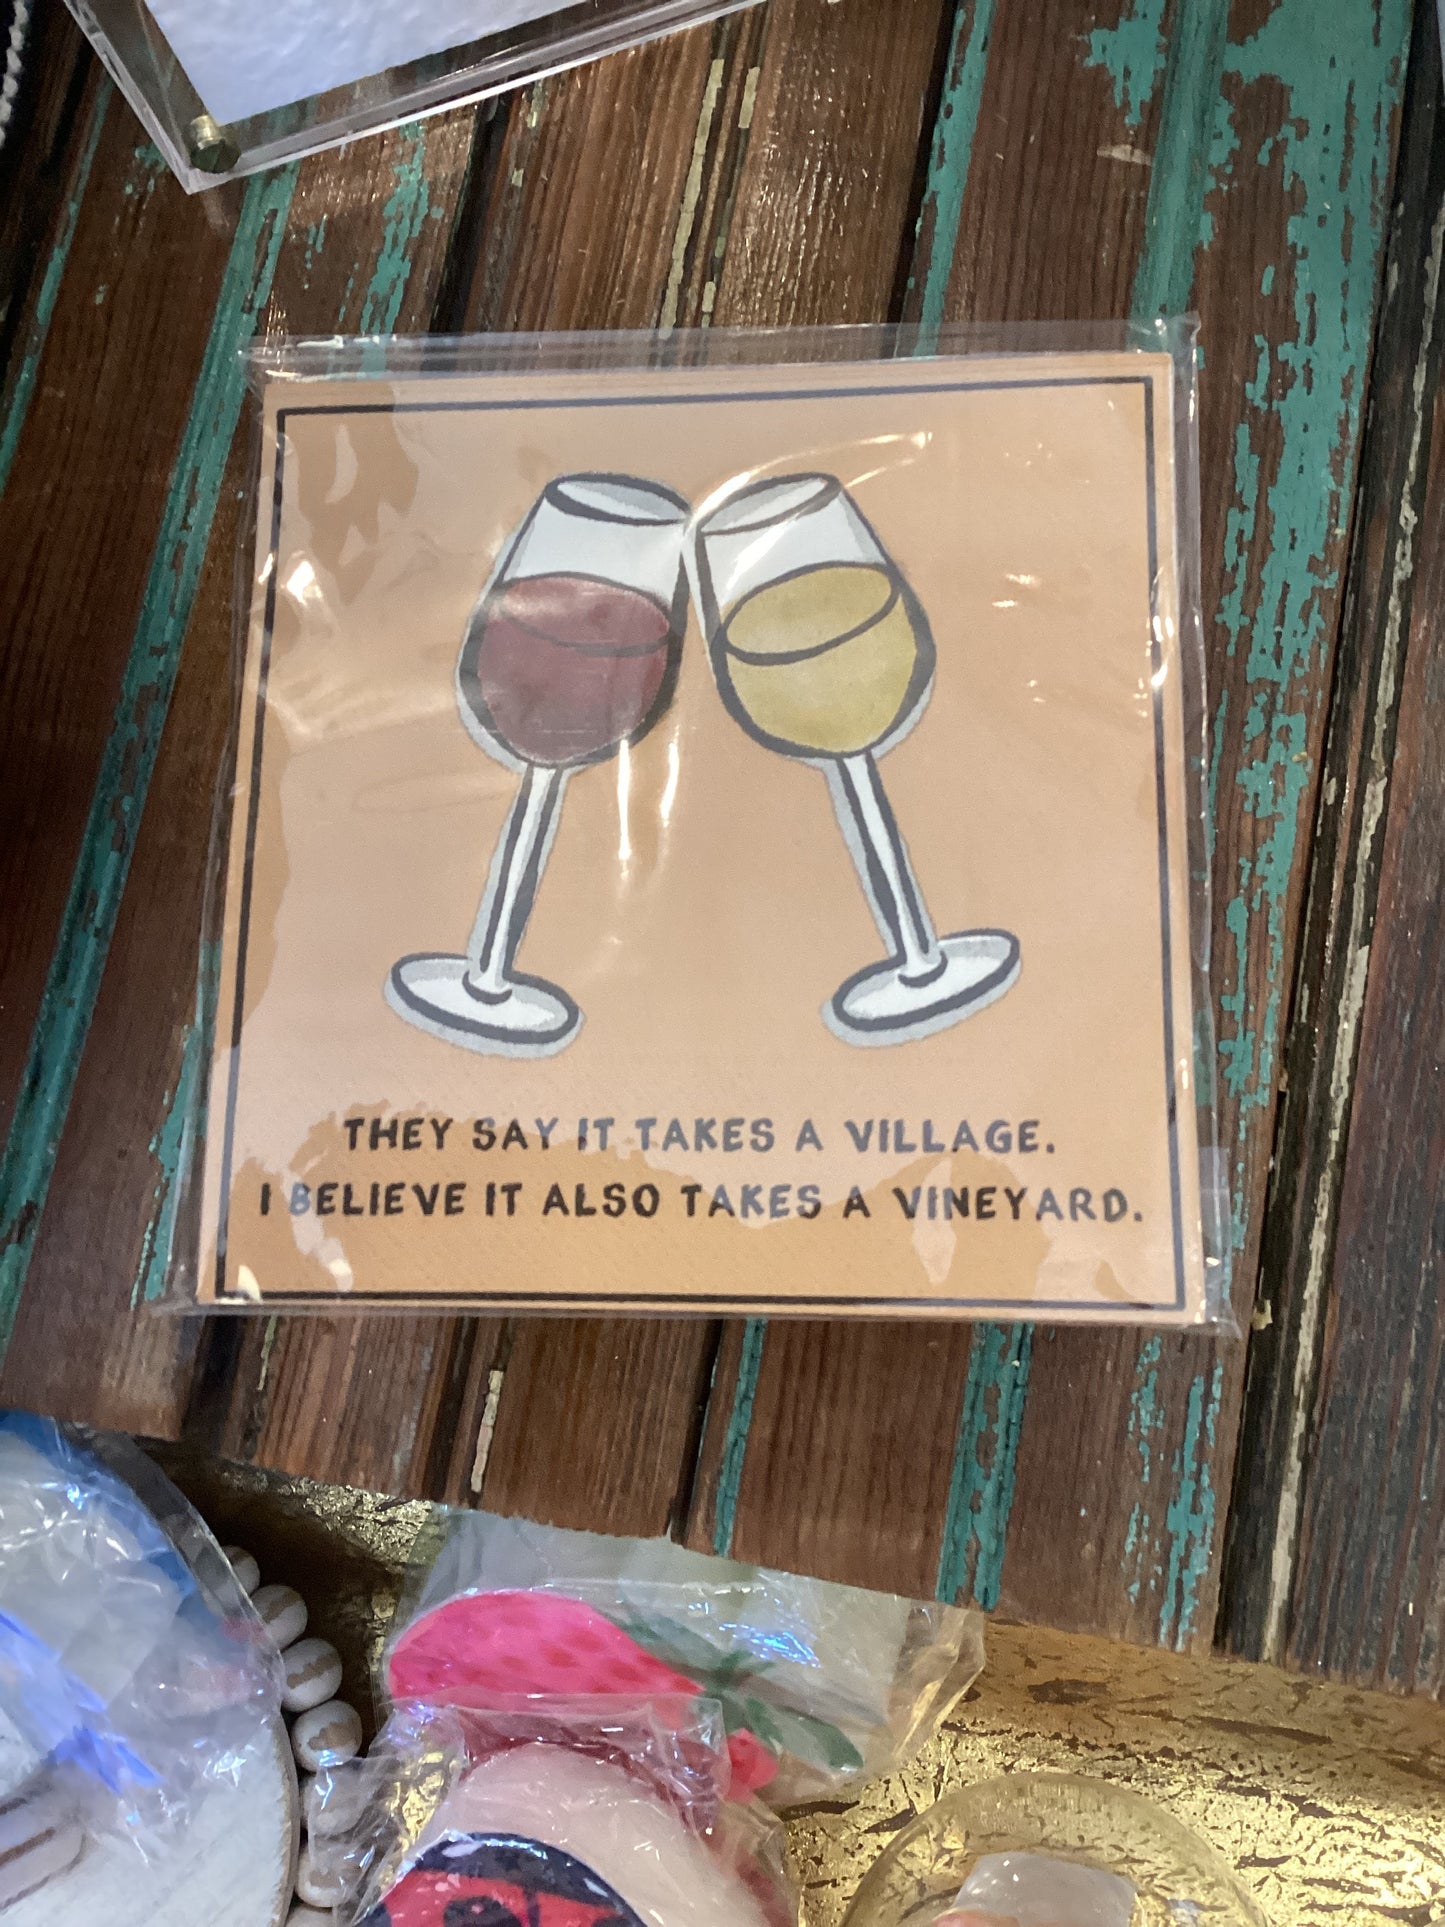 THEY SAY IT TAKES A VILLAGE.
I BELIEVE IT ALSO TAKES A VINEYARD.